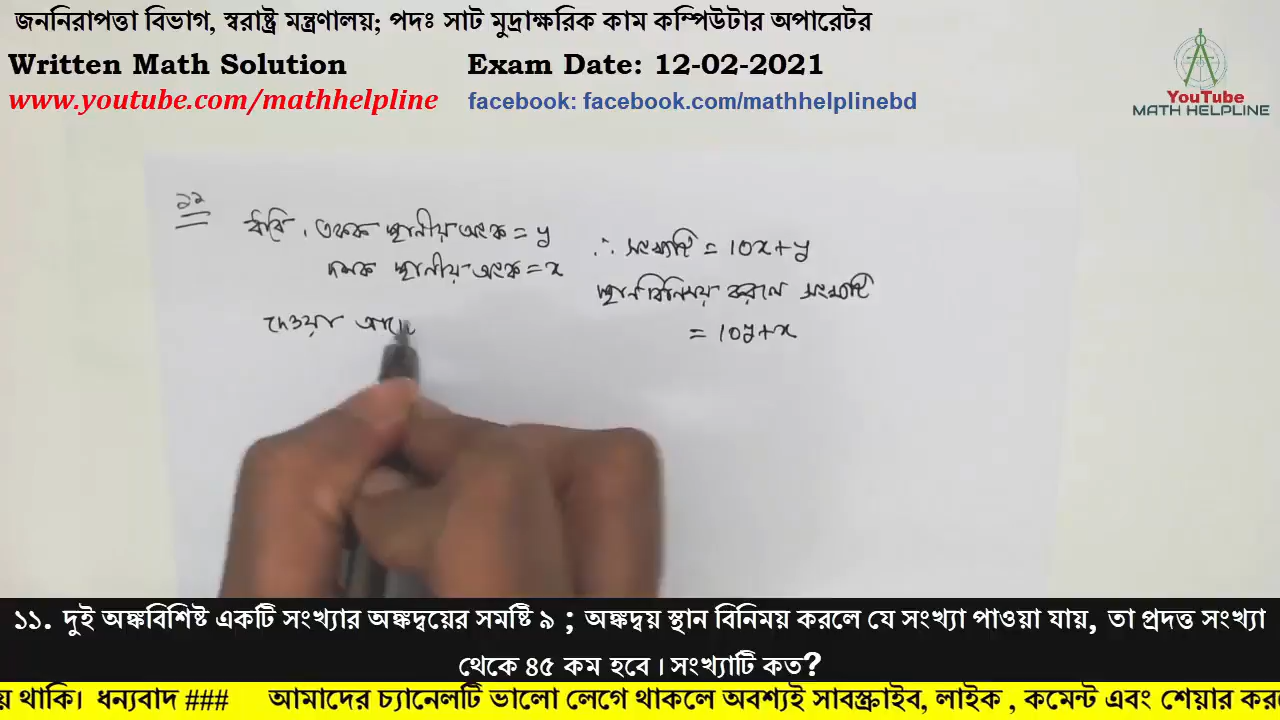 জননিরাপত্তা বিভাগ, স্বরাষ্ট্র মন্ত্রণালয়; পদঃ সাট মুদ্রাক্ষরিক কাম কম্পিউটার অপারেটর
Written Math Solution Exam Date: 12-02-2021
www.youtube.com/mathhelpline facebook: facebook.com/mathhelplinebd
YouTube
MATH HELPLINE
১১
ধরি, একক স্থানীয় অংক = y
দশক স্থানীয় অংক = x
দেওয়া আছে
∴ সংখ্যাটি = 10x+y
স্থান বিনিময় করলে সংখ্যাটি
= 10y+x
১১. দুই অঙ্কবিশিষ্ট একটি সংখ্যার অঙ্কদ্বয়ের সমষ্টি ৯ ; অঙ্কদ্বয় স্থান বিনিময় করলে যে সংখ্যা পাওয়া যায়, তা প্রদত্ত সংখ্যা
থেকে ৪৫ কম হবে। সংখ্যাটি কত?
য় থাকি। ধন্যবাদ ### আমাদের চ্যানেলটি ভালো লেগে থাকলে অবশ্যই সাবস্ক্রাইব, লাইক , কমেন্ট এবং শেয়ার কর